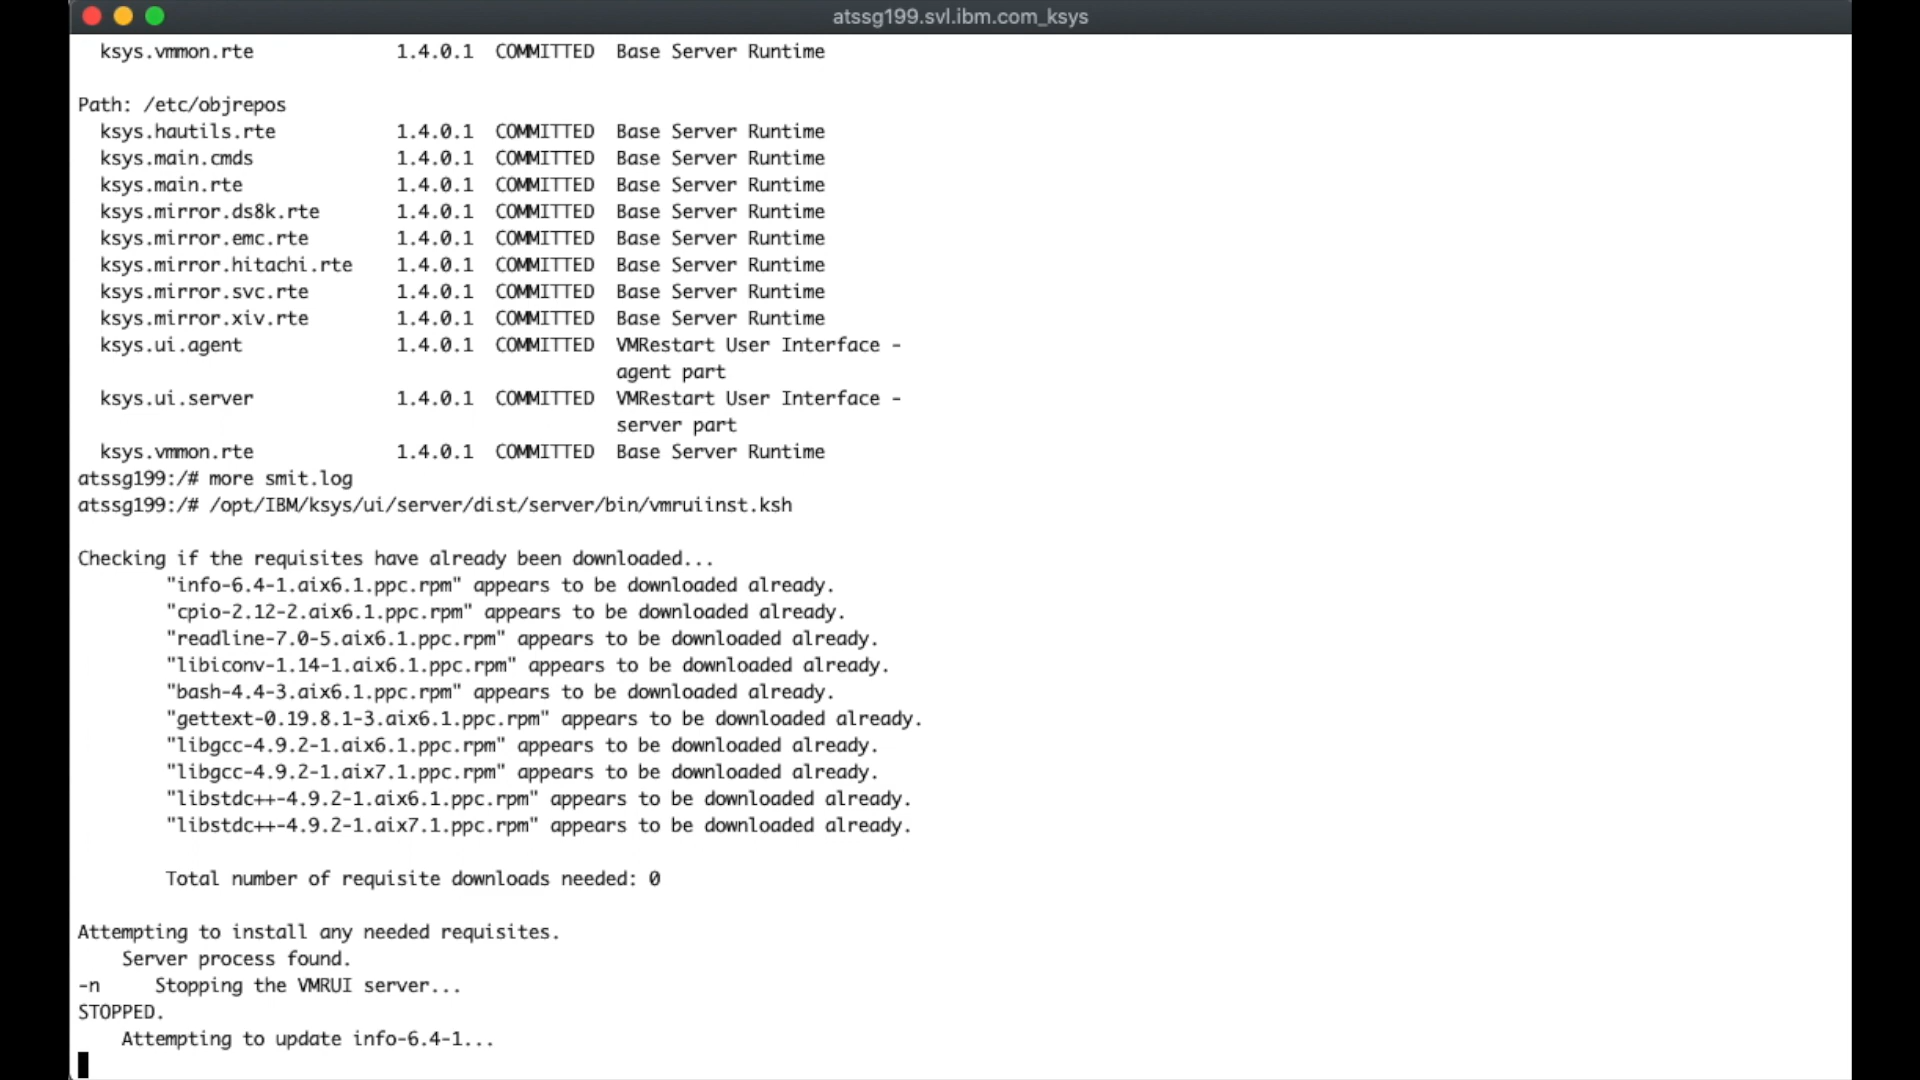 atssg199.svl.ibm.com_ksys
ksys.vmmon.rte 1.4.0.1 COMMITTED Base Server Runtime
Path: /etc/objrepos
ksys.hautils.rte 1.4.0.1 COMMITTED Base Server Runtime
ksys.main.cmds 1.4.0.1 COMMITTED Base Server Runtime
ksys.main.rte 1.4.0.1 COMMITTED Base Server Runtime
ksys.mirror.ds8k.rte 1.4.0.1 COMMITTED Base Server Runtime
ksys.mirror.emc.rte 1.4.0.1 COMMITTED Base Server Runtime
ksys.mirror.hitachi.rte 1.4.0.1 COMMITTED Base Server Runtime
ksys.mirror.svc.rte 1.4.0.1 COMMITTED Base Server Runtime
ksys.mirror.xiv.rte 1.4.0.1 COMMITTED Base Server Runtime
ksys.ui.agent 1.4.0.1 COMMITTED VMRestart User Interface -
agent part
ksys.ui.server 1.4.0.1 COMMITTED VMRestart User Interface -
server part
ksys.vmmon.rte 1.4.0.1 COMMITTED Base Server Runtime
atssg199:/# more smit.log
atssg199:/# /opt/IBM/ksys/ui/server/dist/server/bin/vmruiinst.ksh
Checking if the requisites have already been downloaded...
"info-6.4-1.aix6.1.ppc.rpm" appears to be downloaded already.
"cpio-2.12-2.aix6.1.ppc.rpm" appears to be downloaded already.
"readline-7.0-5.aix6.1.ppc.rpm" appears to be downloaded already.
"libiconv-1.14-1.aix6.1.ppc.rpm" appears to be downloaded already.
"bash-4.4-3.aix6.1.ppc.rpm" appears to be downloaded already.
"gettext-0.19.8.1-3.aix6.1.ppc.rpm" appears to be downloaded already.
"libgcc-4.9.2-1.aix6.1.ppc.rpm" appears to be downloaded already.
"libgcc-4.9.2-1.aix7.1.ppc.rpm" appears to be downloaded already.
"libstdc++-4.9.2-1.aix6.1.ppc.rpm" appears to be downloaded already.
"libstdc++-4.9.2-1.aix7.1.ppc.rpm" appears to be downloaded already.
Total number of requisite downloads needed: 0
Attempting to install any needed requisites.
Server process found.
-n Stopping the VMRUI server...
STOPPED.
Attempting to update info-6.4-1...